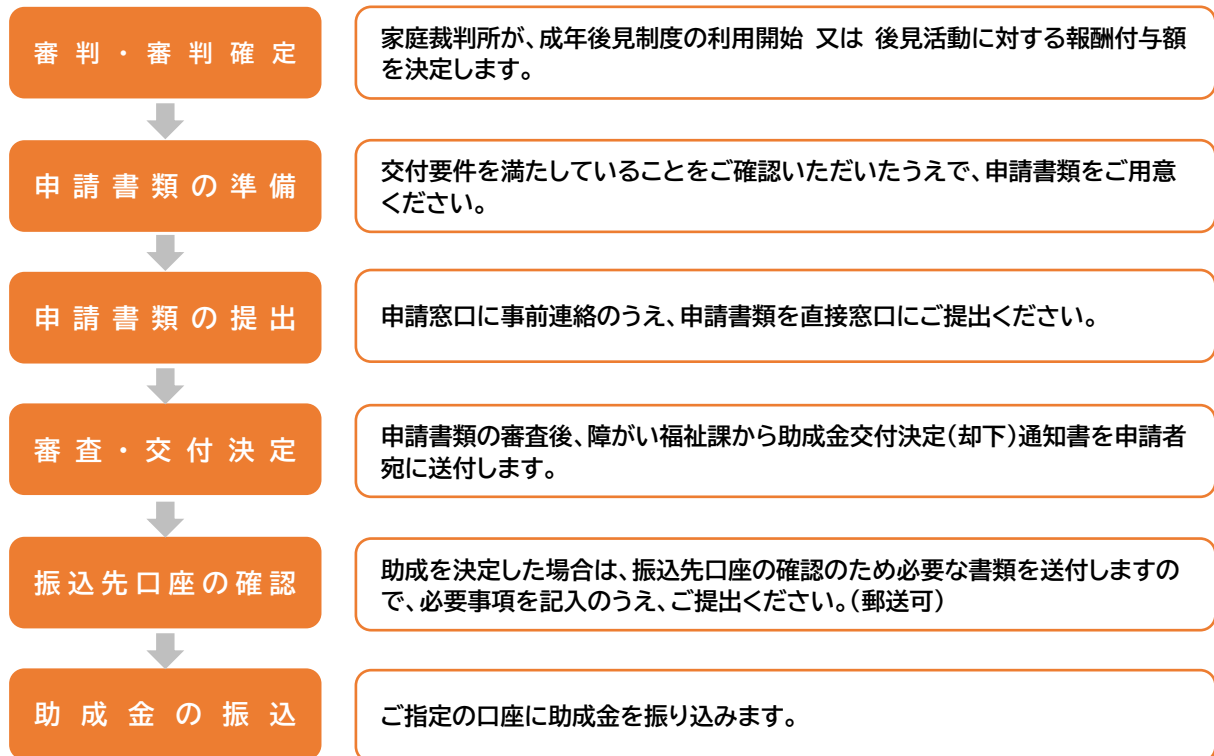 審判・審判確定
家庭裁判所が、成年後見制度の利用開始 又は 後見活動に対する報酬付与額
を決定します。
申請書類の準備
交付要件を満たしていることをご確認いただいたうえで、申請書類をご用意
ください。
申請書類の提出
申請窓口に事前連絡のうえ、申請書類を直接窓口にご提出ください。
審査・交付決定
申請書類の審査後、障がい福祉課から助成金交付決定(却下)通知書を申請者
宛に送付します。
振込先口座の確認
助成を決定した場合は、振込先口座の確認のため必要な書類を送付しますの
で、必要事項を記入のうえ、ご提出ください。(郵送可)
助成金の振込
ご指定の口座に助成金を振り込みます。